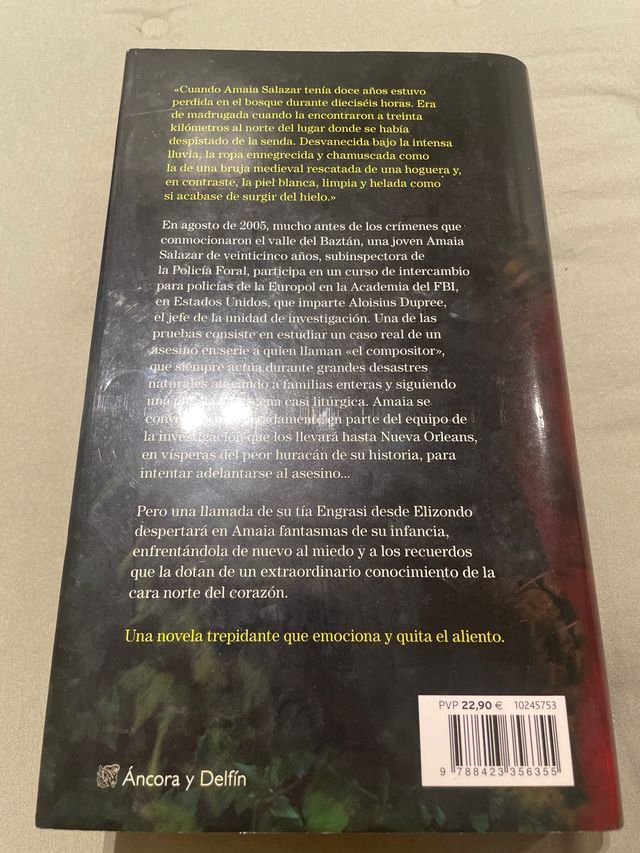 «Cuando Amaia Salazar tenía doce años estuvo
perdida en el bosque durante dieciséis horas. Era
de madrugada cuando la encontraron a treinta
kilómetros al norte del lugar donde se había
despistado de la senda. Desvanecida bajo la intensa
lluvia, la ropa ennegrecida y chamuscada como
la de una bruja medieval rescatada de una hoguera y,
en contraste, la piel blanca, limpia y helada como
si acabase de surgir del hielo.»
En agosto de 2005, mucho antes de los crímenes que
conmocionaron el valle del Baztán, una joven Amaia
Salazar de veinticinco años, subinspectora de
la Policía Foral, participa en un curso de intercambio
para policías de la Europol en la Academia del FBI,
en Estados Unidos, que imparte Aloisius Dupree,
el jefe de la unidad de investigación. Una de las
pruebas consiste en estudiar un caso real de un
asesino en serie a quien llaman «el compositor»,
que siempre actúa durante grandes desastres
naturales atacando a familias enteras y siguiendo
una escena casi litúrgica. Amaia se
en parte del equipo de
la investigación que los llevará hasta Nueva Orleans,
en vísperas del peor huracán de su historia, para
intentar adelantarse al asesino...
Pero una llamada de su tía Engrasi desde Elizondo
despertará en Amaia fantasmas de su infancia,
enfrentándola de nuevo al miedo y a los recuerdos
que la dotan de un extraordinario conocimiento de la
cara norte del corazón.
Una novela trepidante que emociona y quita el aliento.
PVP 22,90 € 10245753
9 788423 356355
Áncora y Delfín